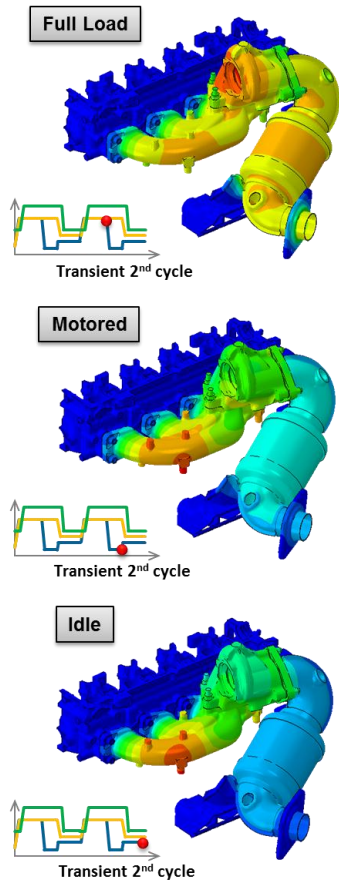 Full Load
Transient 2nd cycle
Motored
Transient 2nd cycle
Idle
Transient 2nd cycle